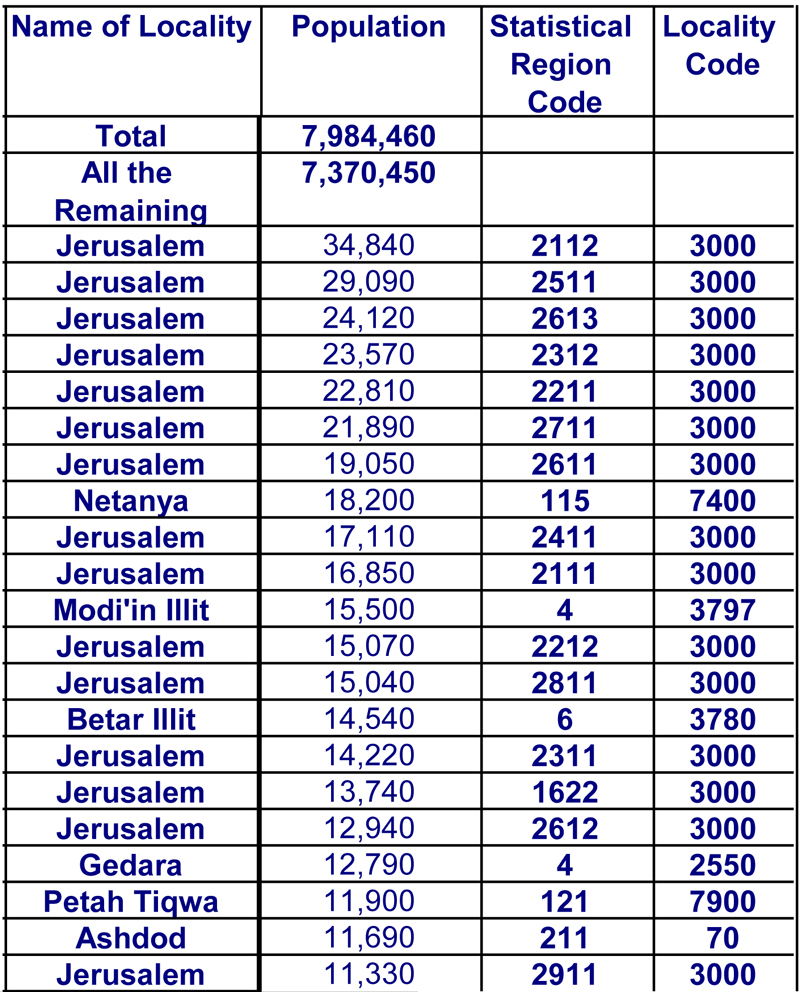 Name of Locality Population Statistical Locality
Region Code
Code
Total 7,984,460
All the 7,370,450
Remaining
Jerusalem 34,840 2112 3000
Jerusalem 29,090 2511 3000
Jerusalem 24,120 2613 3000
Jerusalem 23,570 2312 3000
Jerusalem 22,810 2211 3000
Jerusalem 21,890 2711 3000
Jerusalem 19,050 2611 3000
Netanya 18,200 115 7400
Jerusalem 17,110 2411 3000
Jerusalem 16,850 2111 3000
Modi'in Illit 15,500 4 3797
Jerusalem 15,070 2212 3000
Jerusalem 15,040 2811 3000
Betar Illit 14,540 6 3780
Jerusalem 14,220 2311 3000
Jerusalem 13,740 1622 3000
Jerusalem 12,940 2612 3000
Gedara 12,790 4 2550
Petah Tiqwa 11,900 121 7900
Ashdod 11,690 211 70
Jerusalem 11,330 2911 3000